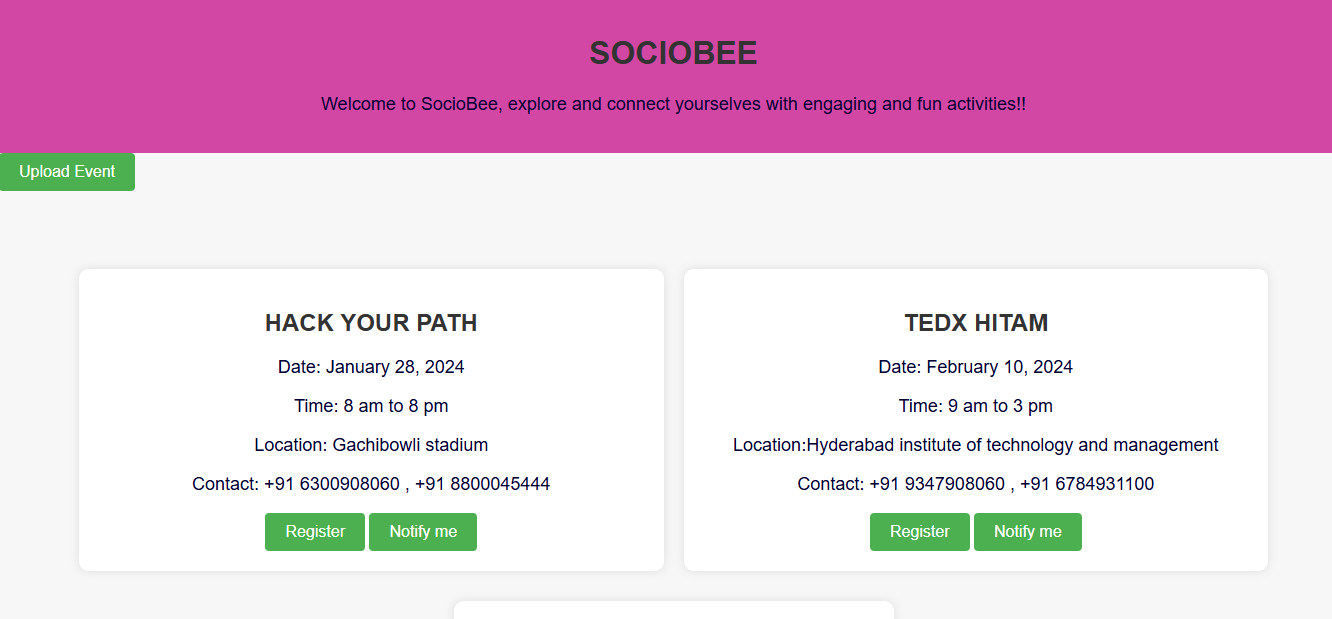 SOCIOBEE
Welcome to SocioBee, explore and connect yourselves with engaging and fun activities!!
Upload Event
HACK YOUR PATH
Date: January 28, 2024
Time: 8 am to 8 pm
Location: Gachibowli stadium
Contact: +91 6300908060 , +91 8800045444
Register
Notify me
TEDX HITAM
Date: February 10, 2024
Time: 9 am to 3 pm
Location:Hyderabad institute of technology and management
Contact: +91 9347908060 , +91 6784931100
Register
Notify me